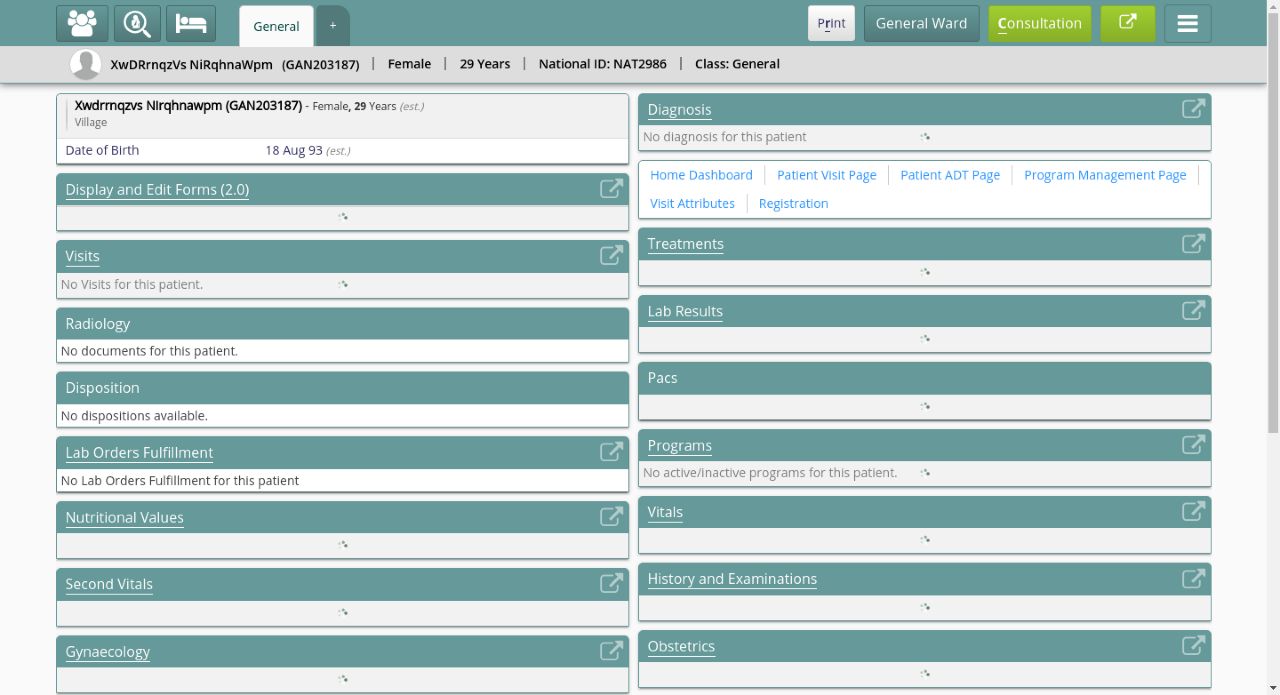 General
+
Print
General Ward
Consultation
XwDRrnqzVs NiRqhnaWpm (GAN203187) | Female | 29 Years | National ID: NAT2986 | Class: General
Xwdrrnqzvs Nirqhnawpm (GAN203187) - Female, 29 Years (est.)
Village
Date of Birth 18 Aug 93 (est.)
Display and Edit Forms (2.0)
Visits
No Visits for this patient.
Radiology
No documents for this patient.
Disposition
No dispositions available.
Lab Orders Fulfillment
No Lab Orders Fulfillment for this patient
Nutritional Values
Second Vitals
Gynaecology
Diagnosis
No diagnosis for this patient
Home Dashboard Patient Visit Page Patient ADT Page Program Management Page
Visit Attributes Registration
Treatments
Lab Results
Pacs
Programs
No active/inactive programs for this patient.
Vitals
History and Examinations
Obstetrics